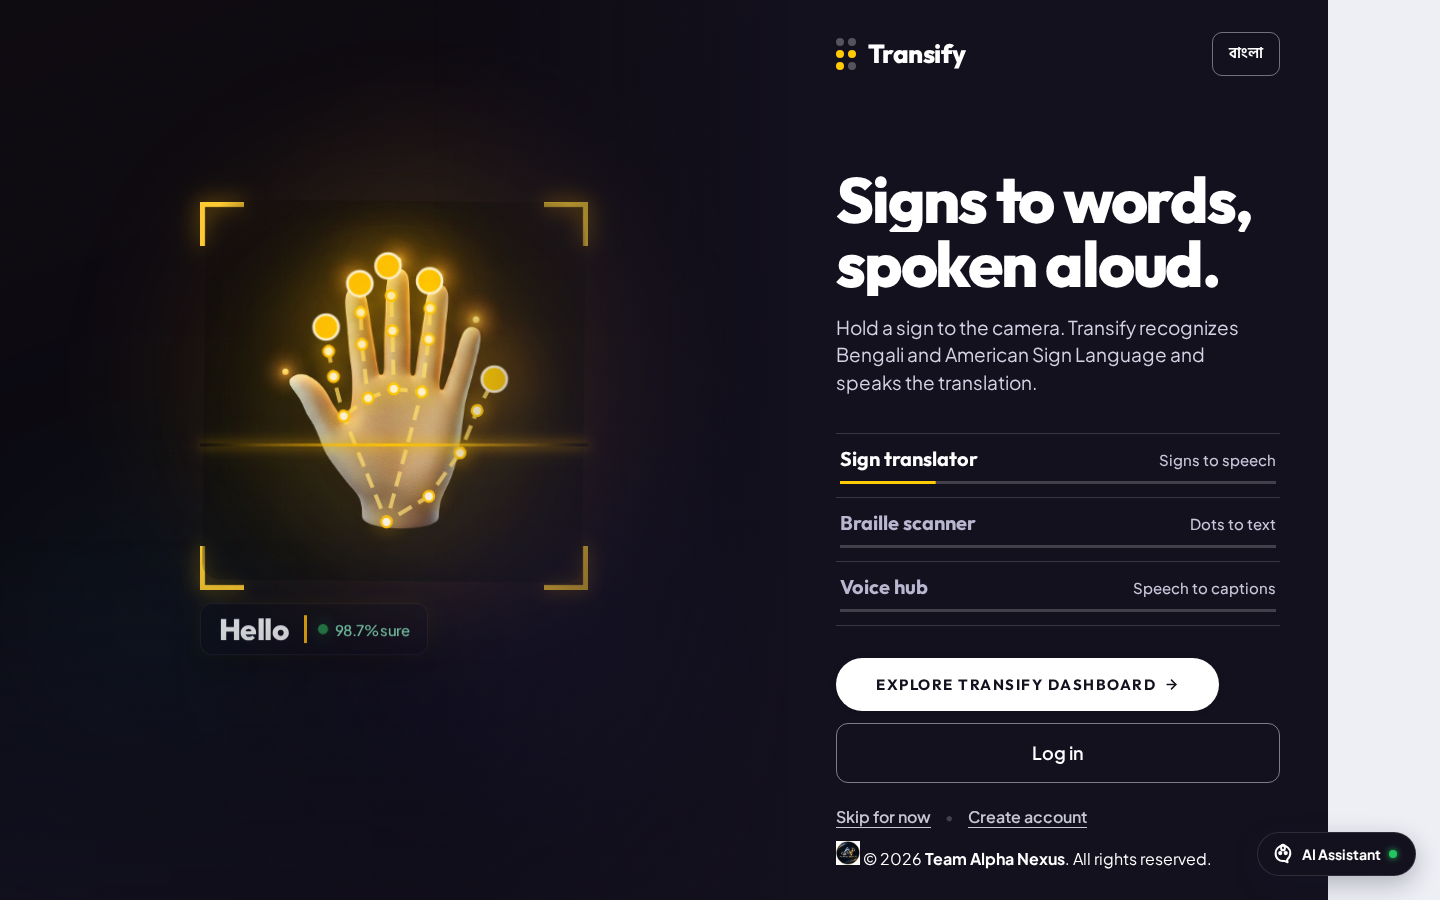 Transify
বাংলা
Signs to words,
spoken aloud.
Hold a sign to the camera. Transify recognizes
Bengali and American Sign Language and
speaks the translation.
Sign translator Signs to speech
Braille scanner Dots to text
Voice hub Speech to captions
Hello 98.7% sure
EXPLORE TRANSIFY DASHBOARD →
Log in
Skip for now • Create account
© 2026 Team Alpha Nexus. All rights reserved.
AI Assistant